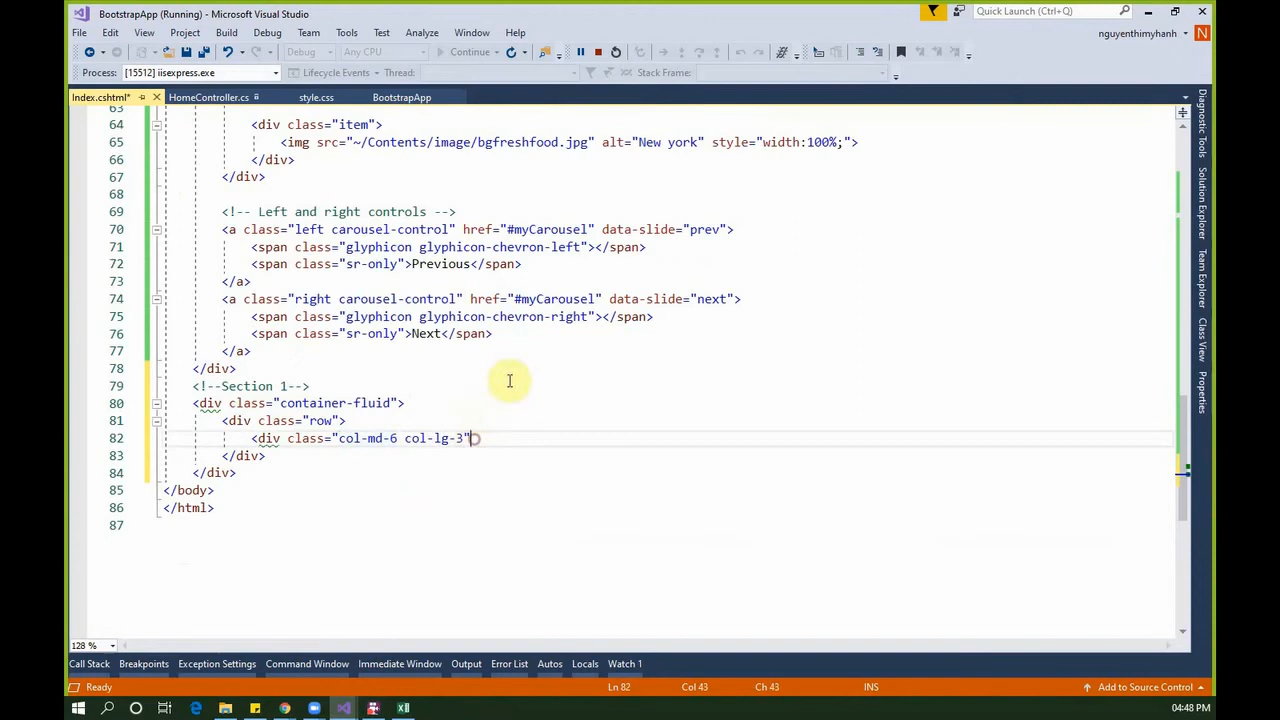 BootstrapApp (Running) - Microsoft Visual Studio
Quick Launch (Ctrl+Q)
File Edit View Project Build Debug Team Tools Test Analyze Window Help
nguyenthimyhanh N
Debug Any CPU Continue
Process: [15512] iisexpress.exe Lifecycle Events Thread: Stack Frame:
Index.cshtml* HomeController.cs style.css BootstrapApp
63
64 <div class="item">
65 <img src="~/Contents/image/bgfreshfood.jpg" alt="New york" style="width:100%;">
66 </div>
67 </div>
68
69 <!-- Left and right controls -->
70 <a class="left carousel-control" href="#myCarousel" data-slide="prev">
71 <span class="glyphicon glyphicon-chevron-left"></span>
72 <span class="sr-only">Previous</span>
73 </a>
74 <a class="right carousel-control" href="#myCarousel" data-slide="next">
75 <span class="glyphicon glyphicon-chevron-right"></span>
76 <span class="sr-only">Next</span>
77 </a>
78 </div>
79 <!--Section 1-->
80 <div class="container-fluid">
81 <div class="row">
82 <div class="col-md-6 col-lg-3"
83 </div>
84 </div>
85 </body>
86 </html>
87
Diagnostic Tools
Solution Explorer
Team Explorer
Class View
Properties
128 %
Call Stack Breakpoints Exception Settings Command Window Immediate Window Output Error List Autos Locals Watch 1
Ready Ln 82 Col 43 Ch 43 INS Add to Source Control
04:48 PM